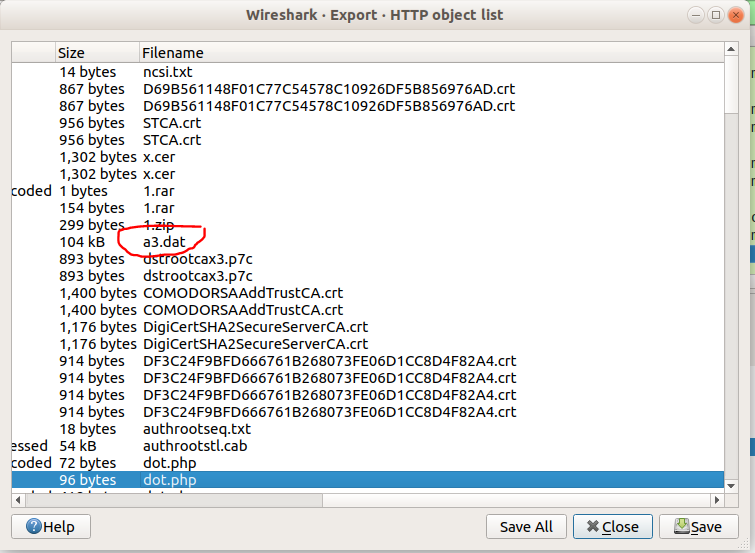 Wireshark · Export · HTTP object list
Size Filename
14 bytes ncsi.txt
867 bytes D69B561148F01C77C54578C10926DF5B856976AD.crt
867 bytes D69B561148F01C77C54578C10926DF5B856976AD.crt
956 bytes STCA.crt
956 bytes STCA.crt
1,302 bytes x.cer
1,302 bytes x.cer
coded 1 bytes 1.rar
154 bytes 1.rar
299 bytes 1.zip
104 kB a3.dat
893 bytes dstrootcax3.p7c
893 bytes dstrootcax3.p7c
1,400 bytes COMODORSAAddTrustCA.crt
1,400 bytes COMODORSAAddTrustCA.crt
1,176 bytes DigiCertSHA2SecureServerCA.crt
1,176 bytes DigiCertSHA2SecureServerCA.crt
914 bytes DF3C24F9BFD666761B268073FE06D1CC8D4F82A4.crt
914 bytes DF3C24F9BFD666761B268073FE06D1CC8D4F82A4.crt
914 bytes DF3C24F9BFD666761B268073FE06D1CC8D4F82A4.crt
914 bytes DF3C24F9BFD666761B268073FE06D1CC8D4F82A4.crt
18 bytes authrootseq.txt
essed 54 kB authrootstl.cab
coded 72 bytes dot.php
96 bytes dot.php
Help Save All Close Save